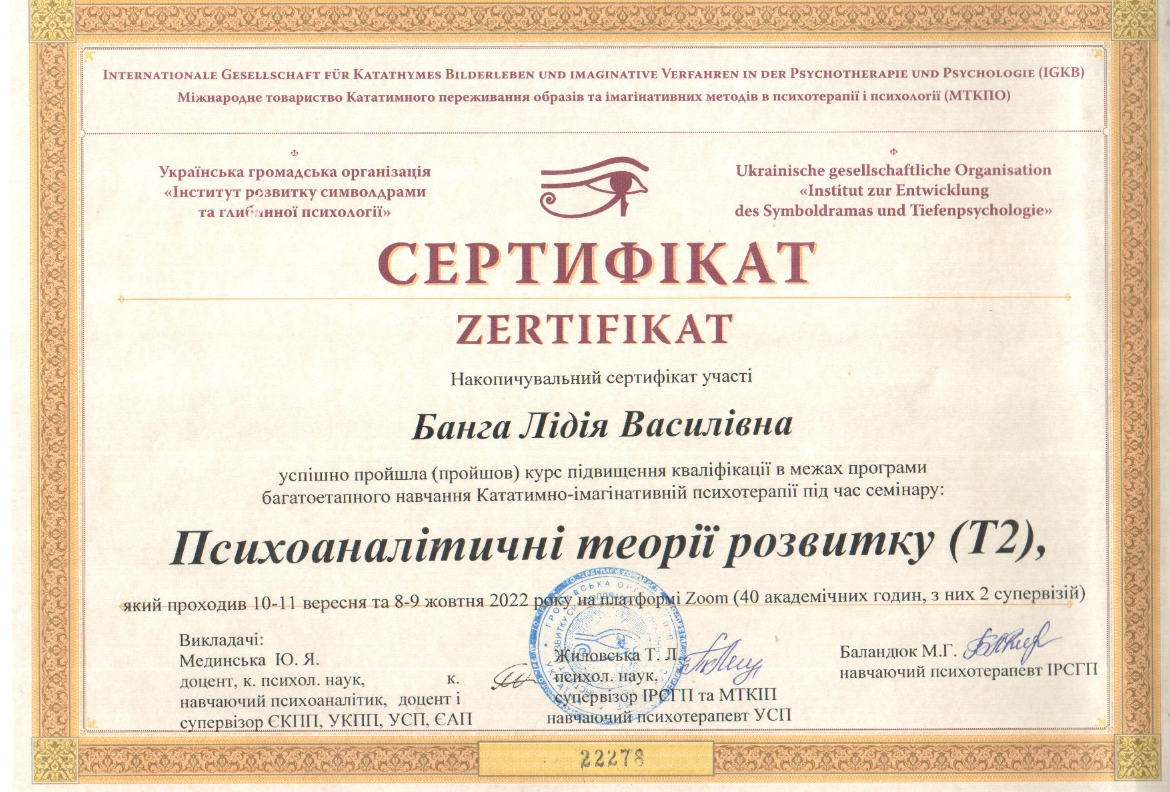 Internationale Gesellschaft für Katathymes Bilderleben und imaginative Verfahren in der Psychotherapie und Psychologie (IGKB)
Міжнародне товариство Кататимного переживання образів та імагінативних методів в психотерапії і психології (МТКПО)
Українська громадська організація
«Інститут розвитку символдрами
та глибинної психології»
Ukrainische gesellschaftliche Organisation
«Institut zur Entwicklung
des Symboldramas und Tiefenpsychologie»
СЕРТИФІКАТ
ZERTIFIKAT
Накопичувальний сертифікат участі
Банга Лідія Василівна
успішно пройшла (пройшов) курс підвищення кваліфікації в межах програми
багатоетапного навчання Кататимно-імагінативній психотерапії під час семінару:
Психоаналітичні теорії розвитку (Т2),
який проходив 10-11 вересня та 8-9 жовтня 2022 року на платформі Zoom (40 академічних годин, з них 2 супервізій)
Викладачі:
Мединська Ю. Я.
доцент, к. психол. наук, к.
навчаючий психоаналітик, доцент і
супервізор ЄКПП, УКПП, УСП, ЄАП
Жиловська Т. Л.
психол. наук,
супервізор ІРСГП та МТКІП
навчаючий психотерапевт УСП
Баландюк М.Г.
навчаючий психотерапевт ІРСГП
22278